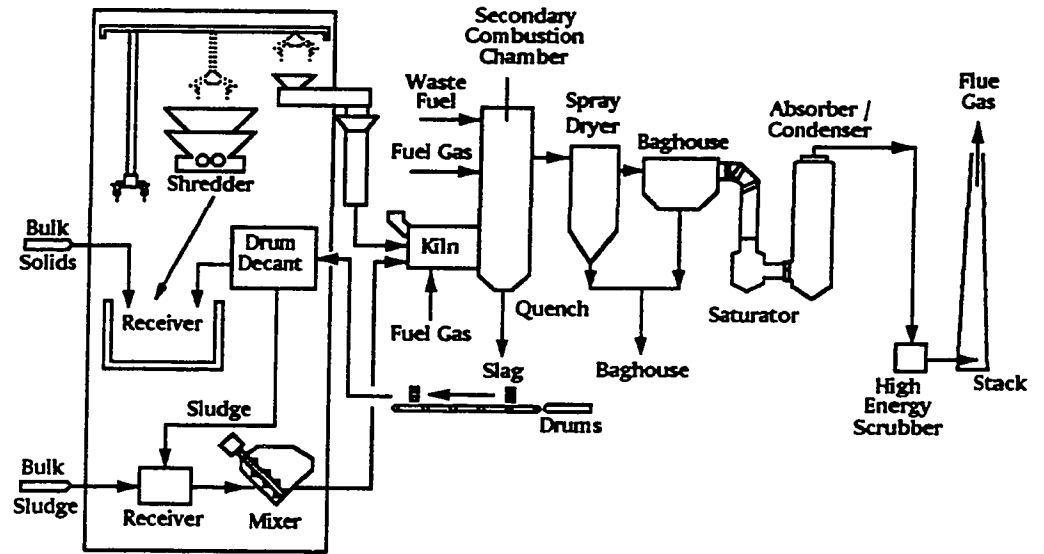 Secondary
Combustion
Chamber
Waste
Fuel
Fuel Gas
Spray
Dryer
Baghouse
Absorber /
Condenser
Flue
Gas
Shredder
Bulk
Solids
Drum
Decant
Receiver
Kiln
Fuel Gas
Quench
Slag
Baghouse
Saturator
High
Energy
Scrubber
Stack
Drums
Sludge
Bulk
Sludge
Receiver
Mixer